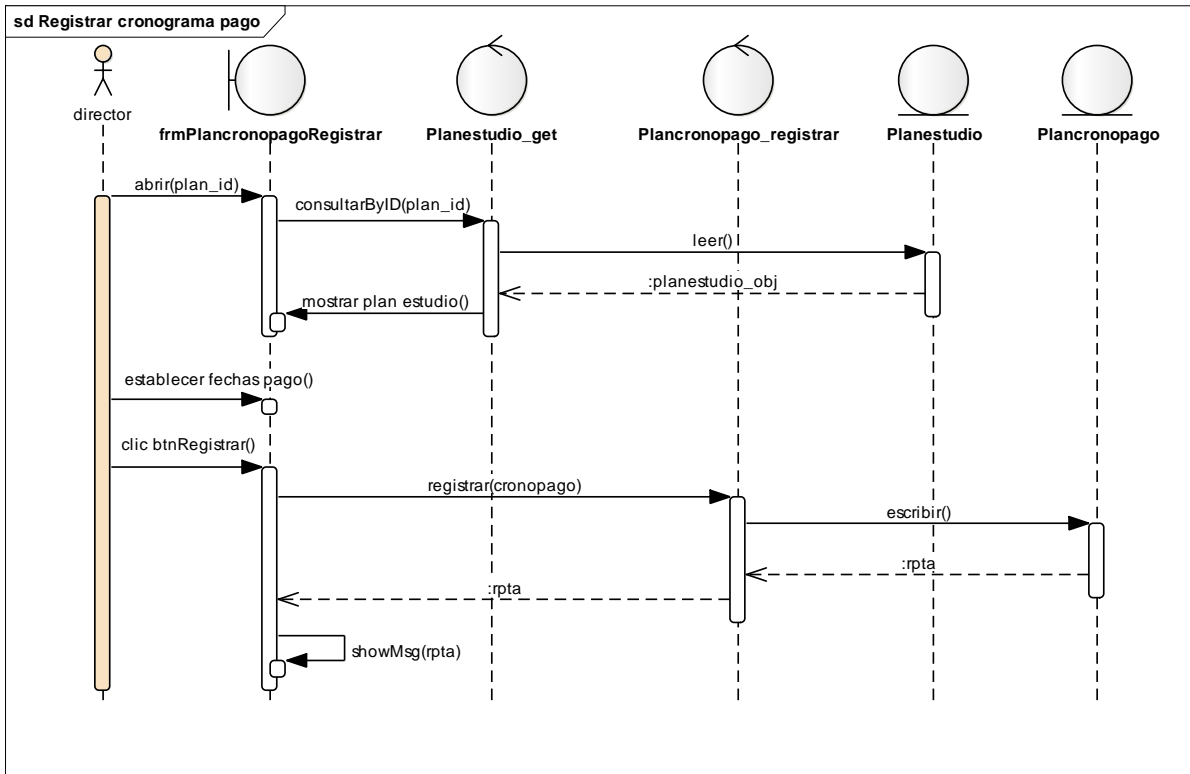 sd Registrar cronograma pago
director
frmPlancronopagoRegistrar
Planestudio_get
Plancronopago_registrar
Planestudio
Plancronopago
abrir(plan_id)
consultarByID(plan_id)
leer()
:planestudio_obj
mostrar plan estudio()
establecer fechas pago()
clic btnRegistrar()
registrar(cronopago)
escribir()
:rpta
:rpta
showMsg(rpta)